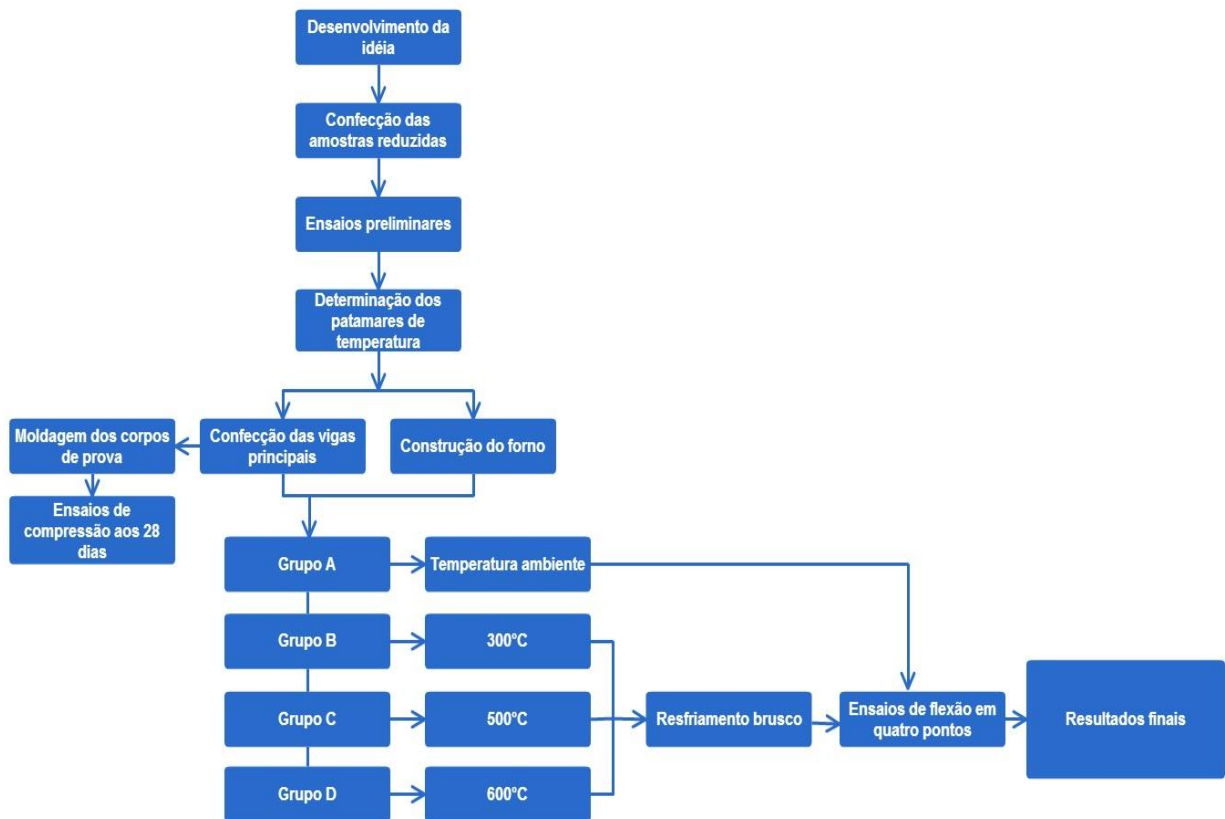 Desenvolvimento da
idéia
Confecção das
amostras reduzidas
Ensaios preliminares
Determinação dos
patamares de
temperatura
Moldagem dos corpos
de prova
Confecção das vigas
principais
Construção do forno
Ensaios de
compressão aos 28
dias
Grupo A
Temperatura ambiente
Grupo B
300°C
Grupo C
500°C
Resfriamento brusco
Ensaios de flexão em
quatro pontos
Resultados finais
Grupo D
600°C